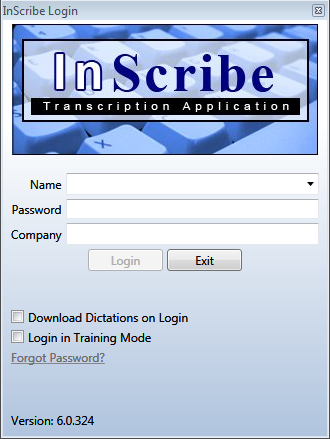 InScribe Login
InScribe
Transcription Application
Name
Password
Company
Login Exit
Download Dictations on Login
Login in Training Mode
Forgot Password?
Version: 6.0.324